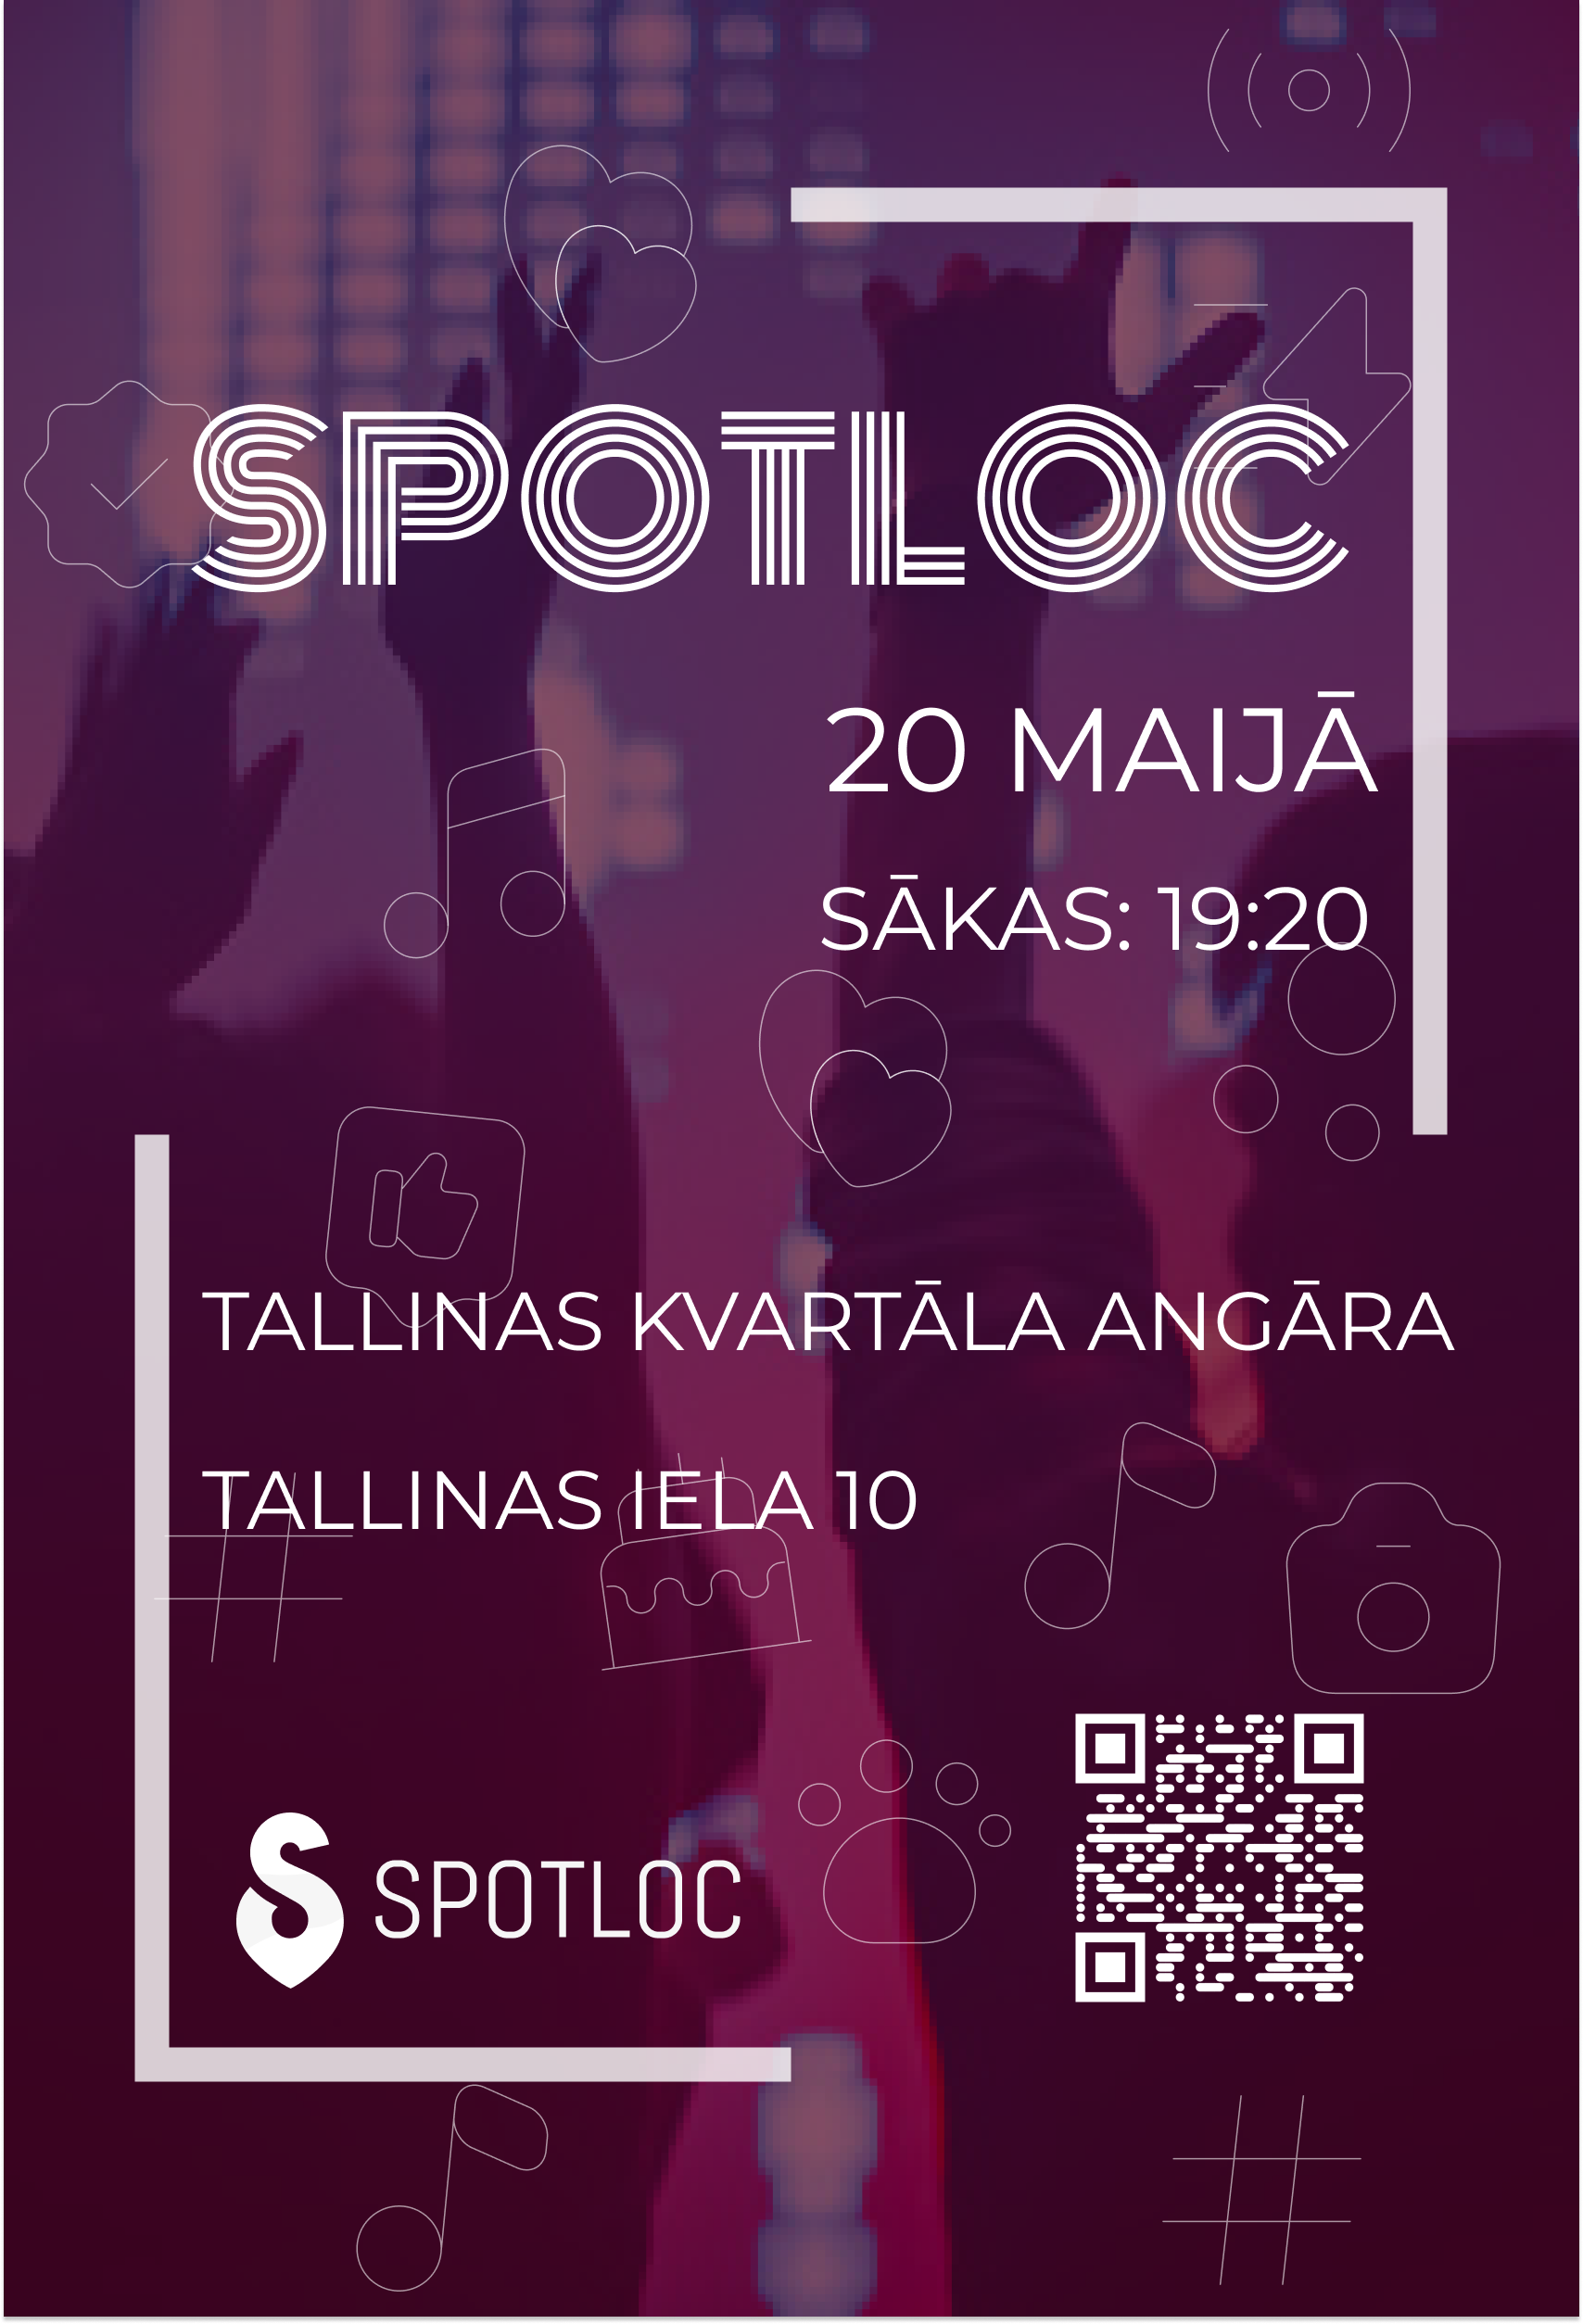 SPOTLOC
20 MAIJĀ
SĀKAS: 19:20
TALLINAS KVARTĀLA ANGĀRA
TALLINAS IELA 10
SPOTLOC